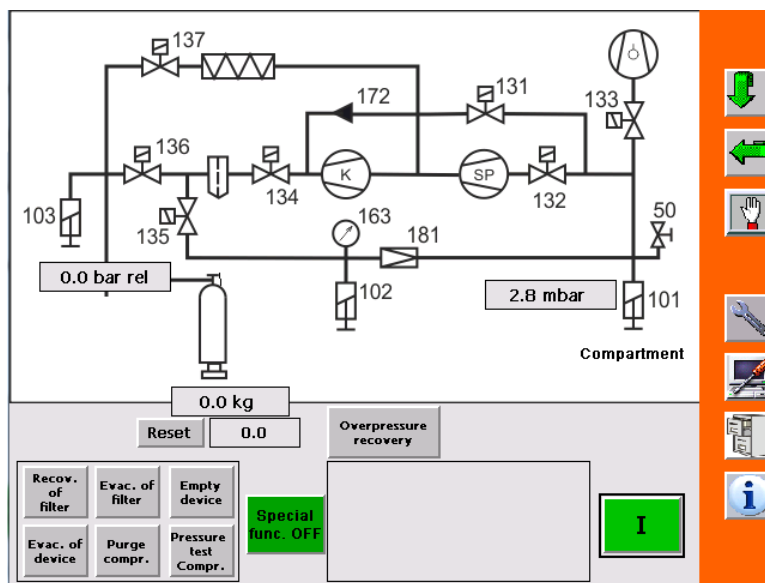 137
172
131
133
136
K
SP
134
132
103
135
163
181
50
0.0 bar rel
102
2.8 mbar
101
Compartment
0.0 kg
Reset
0.0
Overpressure
recovery
Recov.
of
filter
Evac. of
filter
Empty
device
Special
func. OFF
I
Evac. of
device
Purge
compr.
Pressure
test
Compr.
i